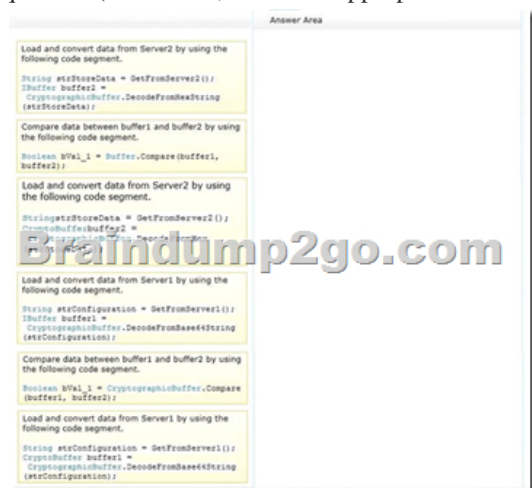 Answer Area
Load and convert data from Server2 by using the
following code segment.
String strStoreData = GetFromServer2();
IBuffer buffer2 =
CryptographicBuffer.DecodeFromHexString
(strStoreData);
Compare data between buffer1 and buffer2 by using
the following code segment.
Boolean bVal_1 = Buffer.Compare(buffer1,
buffer2);
Load and convert data from Server2 by using
the following code segment.
StringstrStoreData = GetFromServer2();
CryptoBufferbuffer2 =
Braindump2go.com
Load and convert data from Server1 by using the
following code segment.
String strConfiguration = GetFromServer1();
IBuffer buffer1 =
CryptographicBuffer.DecodeFromBase64String
(strConfiguration);
Compare data between buffer1 and buffer2 by using
the following code segment.
Boolean bVal_1 = CryptographicBuffer.Compare
(buffer1, buffer2);
Load and convert data from Server1 by using the
following code segment.
String strConfiguration = GetFromServer1();
CryptoBuffer buffer1 =
CryptographicBuffer.DecodeFromBase64String
(strConfiguration);